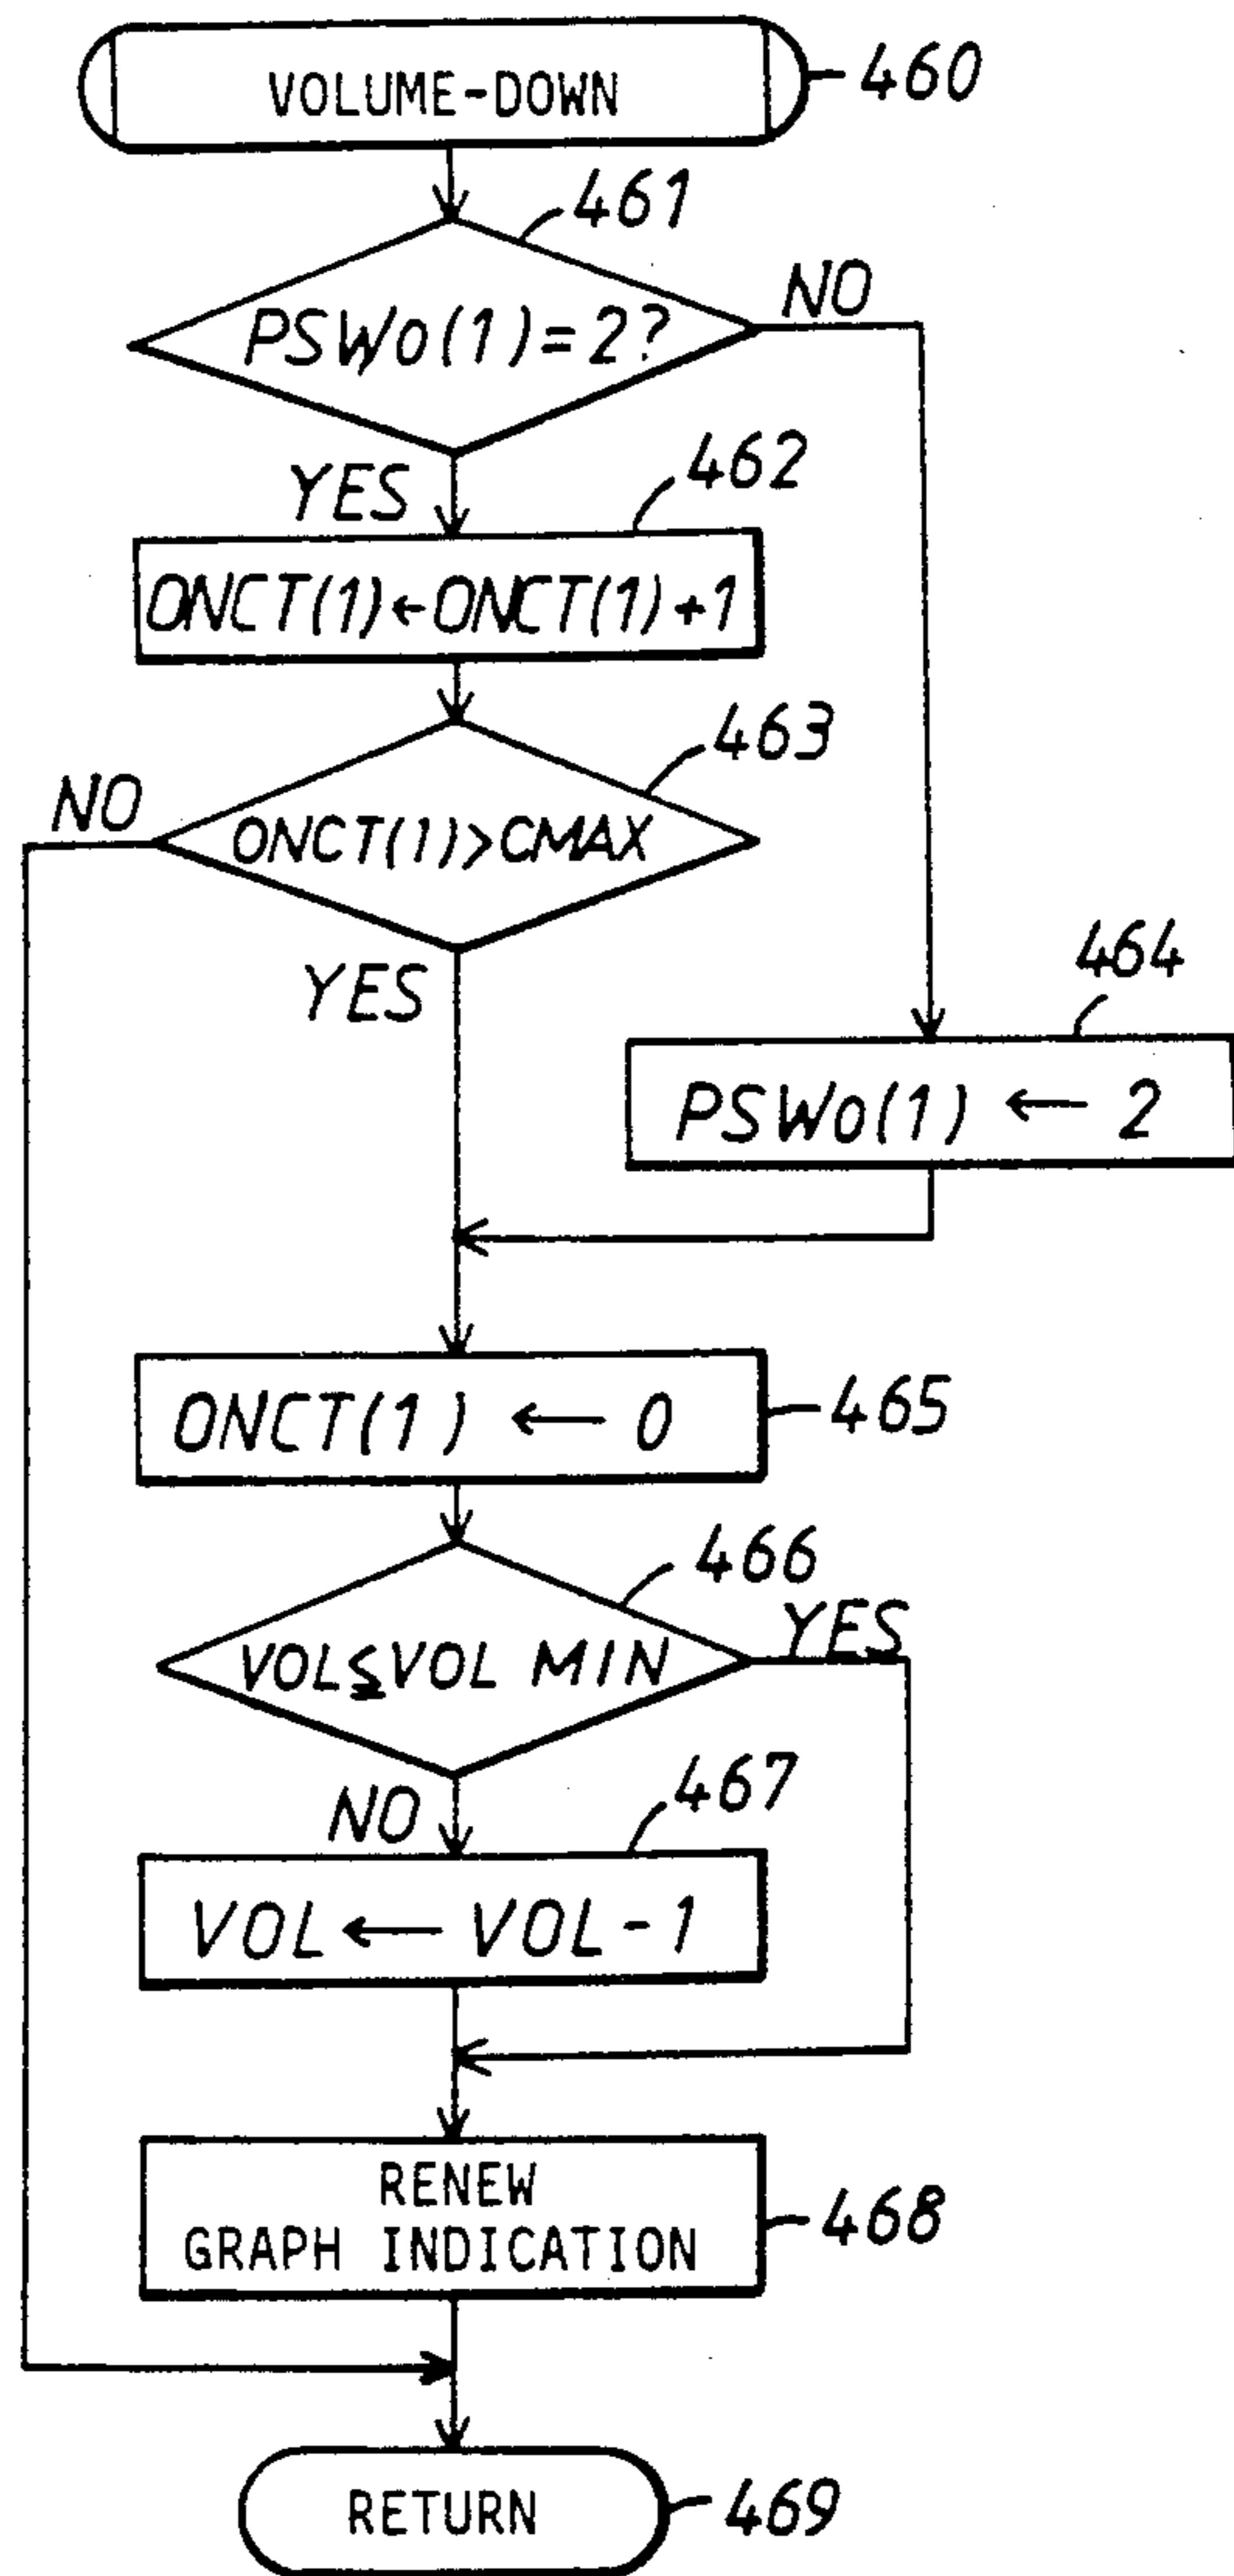 VOLUME-DOWN
460
461
PSWo(1)=2?
NO
YES
462
ONCT(1)←ONCT(1)+1
463
NO
ONCT(1)>CMAX
YES
464
PSWo(1) ← 2
ONCT(1) ← 0
465
466
VOL≦VOL MIN
YES
NO
467
VOL ← VOL-1
RENEW
GRAPH INDICATION
468
RETURN
469